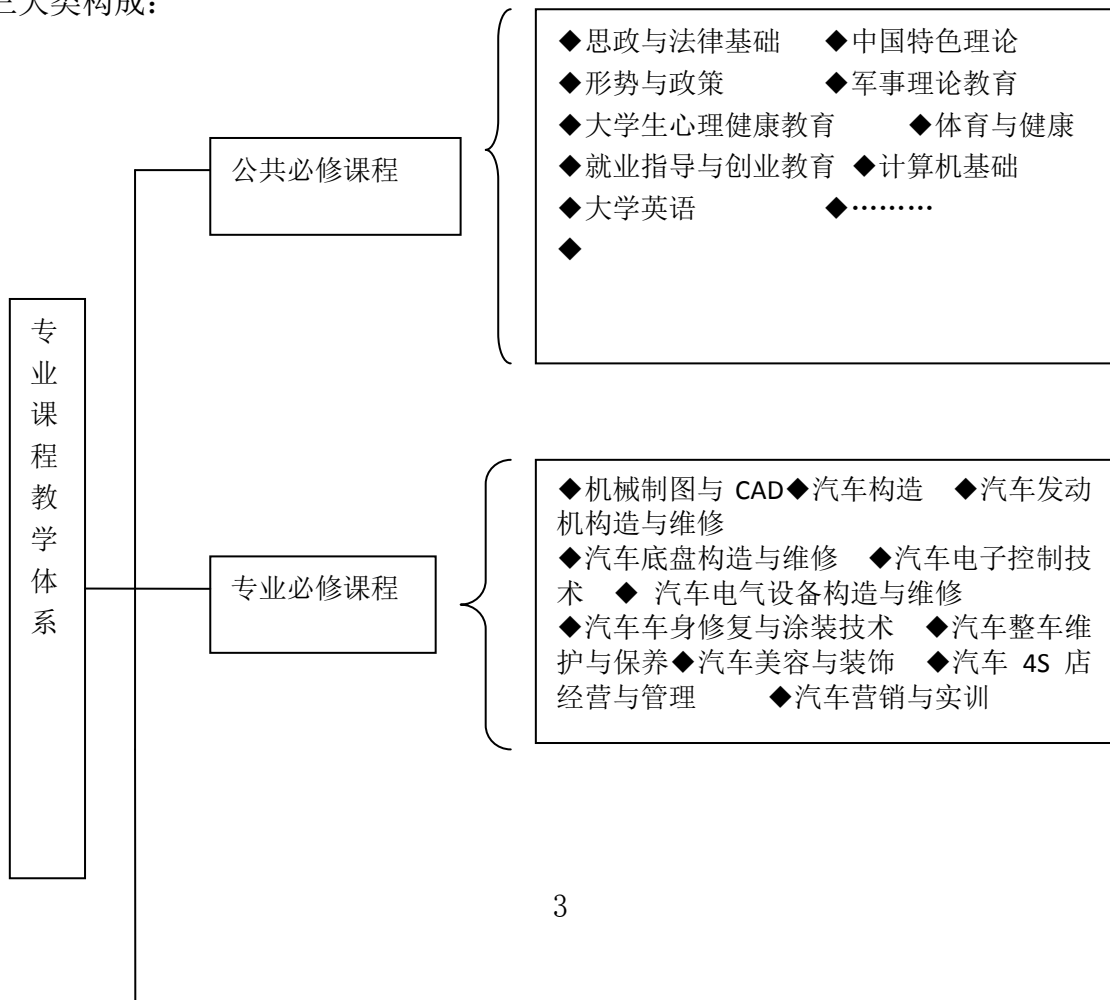 三大类构成：
◆思政与法律基础 ◆中国特色理论
◆形势与政策 ◆军事理论教育
◆大学生心理健康教育 ◆体育与健康
公共必修课程
◆就业指导与创业教育 ◆计算机基础
◆大学英语 ◆………
◆
专业课程教学体系
◆机械制图与 CAD◆汽车构造 ◆汽车发动
机构造与维修
◆汽车底盘构造与维修 ◆汽车电子控制技
术 ◆ 汽车电气设备构造与维修
专业必修课程
◆汽车车身修复与涂装技术 ◆汽车整车维
护与保养◆汽车美容与装饰 ◆汽车 4S 店
经营与管理 ◆汽车营销与实训
3